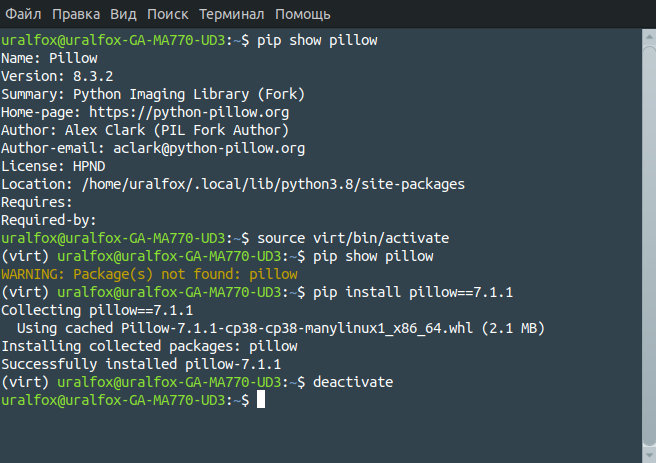 Файл Правка Вид Поиск Терминал Помощь
uralfox@uralfox-GA-MA770-UD3:~$ pip show pillow
Name: Pillow
Version: 8.3.2
Summary: Python Imaging Library (Fork)
Home-page: https://python-pillow.org
Author: Alex Clark (PIL Fork Author)
Author-email: aclark@python-pillow.org
License: HPND
Location: /home/uralfox/.local/lib/python3.8/site-packages
Requires:
Required-by:
uralfox@uralfox-GA-MA770-UD3:~$ source virt/bin/activate
(virt) uralfox@uralfox-GA-MA770-UD3:~$ pip show pillow
WARNING: Package(s) not found: pillow
(virt) uralfox@uralfox-GA-MA770-UD3:~$ pip install pillow==7.1.1
Collecting pillow==7.1.1
  Using cached Pillow-7.1.1-cp38-cp38-manylinux1_x86_64.whl (2.1 MB)
Installing collected packages: pillow
Successfully installed pillow-7.1.1
(virt) uralfox@uralfox-GA-MA770-UD3:~$ deactivate
uralfox@uralfox-GA-MA770-UD3:~$